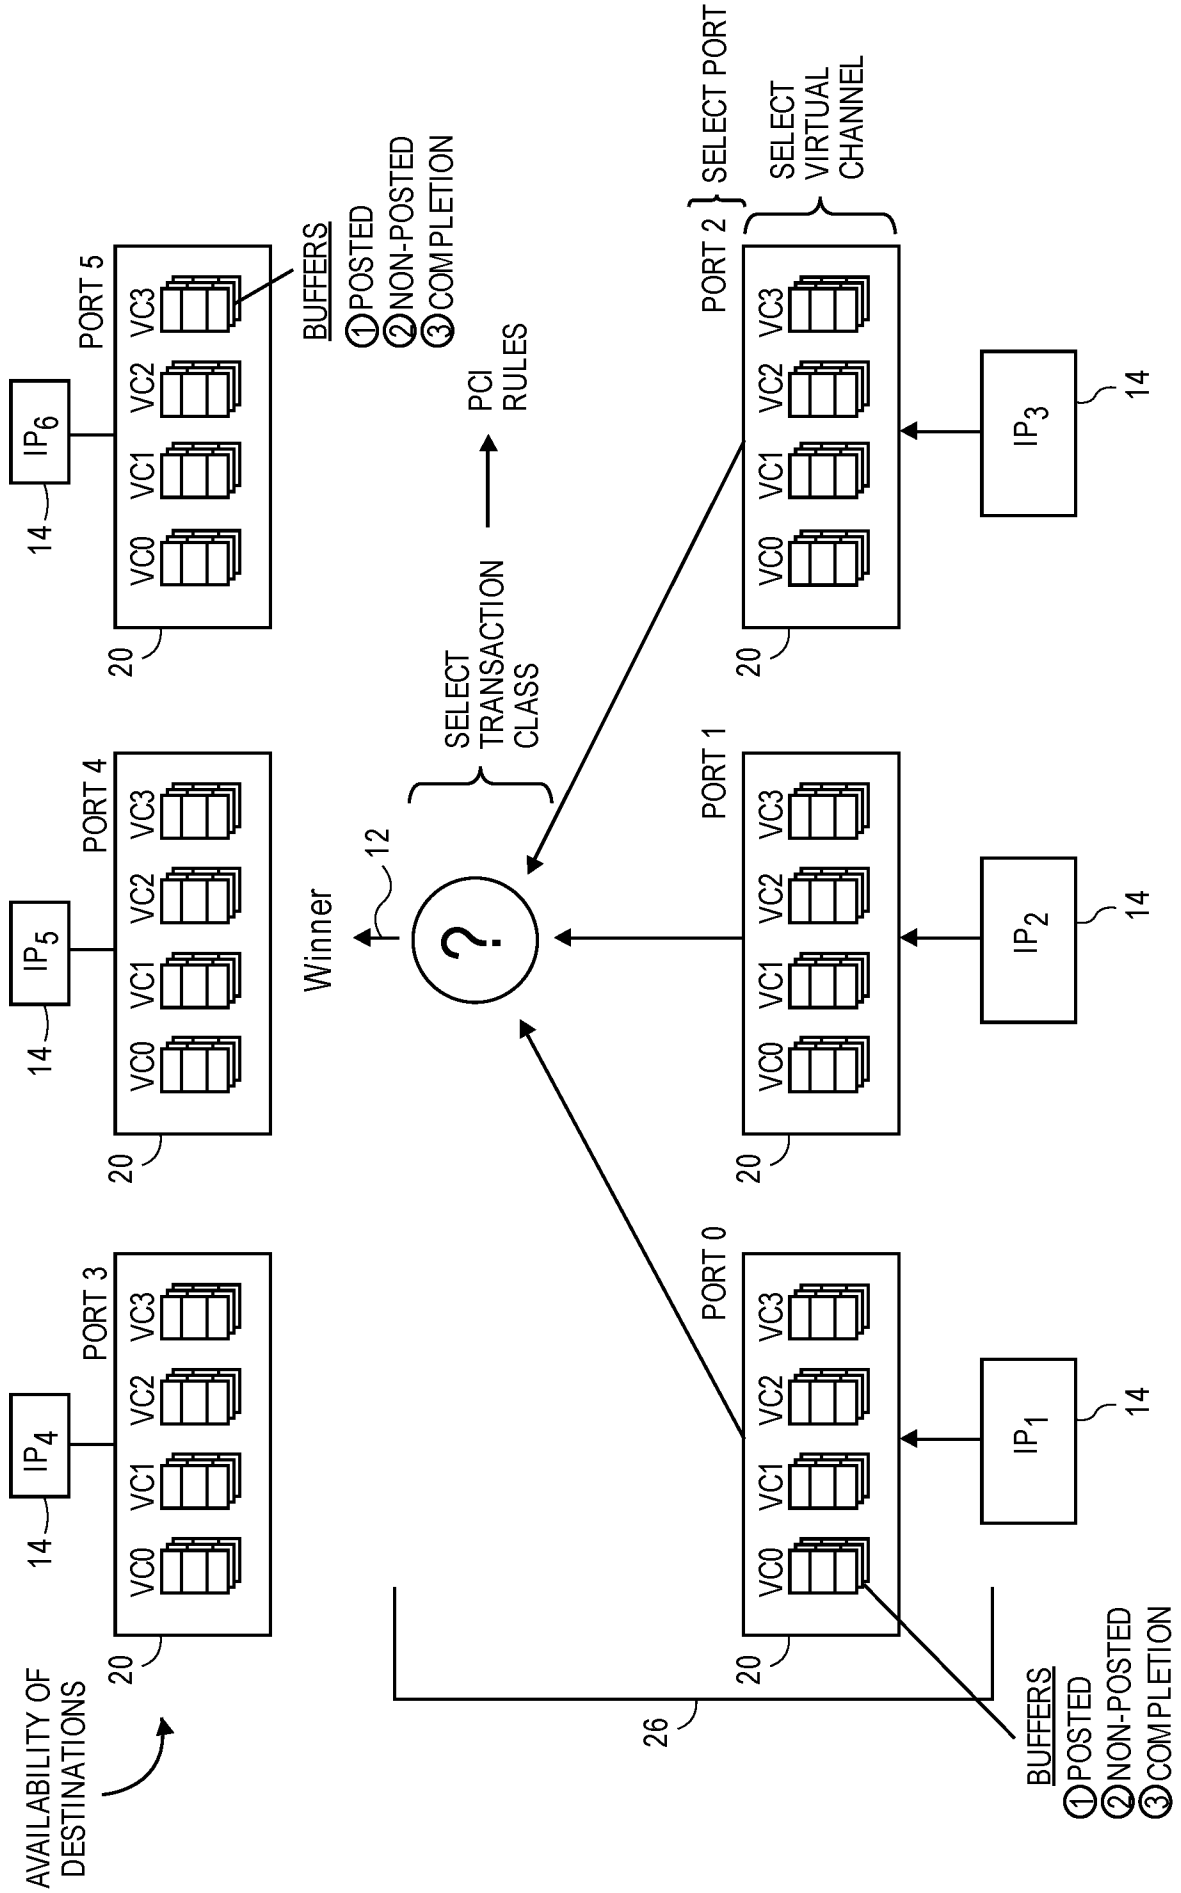 AVAILABILITY OF
DESTINATIONS
14
IP4
PORT 3
20
VC0 VC1 VC2 VC3
14
IP5
PORT 4
20
VC0 VC1 VC2 VC3
14
IP6
PORT 5
20
VC0 VC1 VC2 VC3
BUFFERS
1 POSTED
2 NON-POSTED
3 COMPLETION
Winner
12
?
SELECT
TRANSACTION
CLASS
PCI
RULES
26
PORT 0
20
VC0 VC1 VC2 VC3
PORT 1
20
VC0 VC1 VC2 VC3
PORT 2
SELECT PORT
20
VC0 VC1 VC2 VC3
SELECT
VIRTUAL
CHANNEL
BUFFERS
1 POSTED
2 NON-POSTED
3 COMPLETION
IP1
14
IP2
14
IP3
14